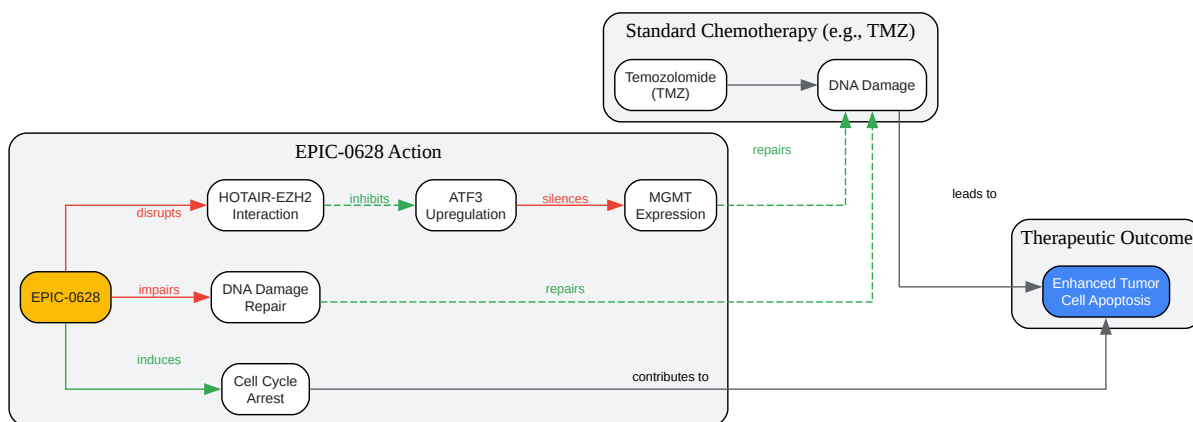 Standard Chemotherapy (e.g., TMZ)
Temozolomide
(TMZ)
DNA Damage
EPIC-0628 Action
repairs
HOTAIR-EZH2
Interaction
inhibits
ATF3
Upregulation
silences
MGMT
Expression
disrupts
leads to
Therapeutic Outcome
EPIC-0628
impairs
DNA Damage
Repair
repairs
Enhanced Tumor
Cell Apoptosis
induces
Cell Cycle
Arrest
contributes to